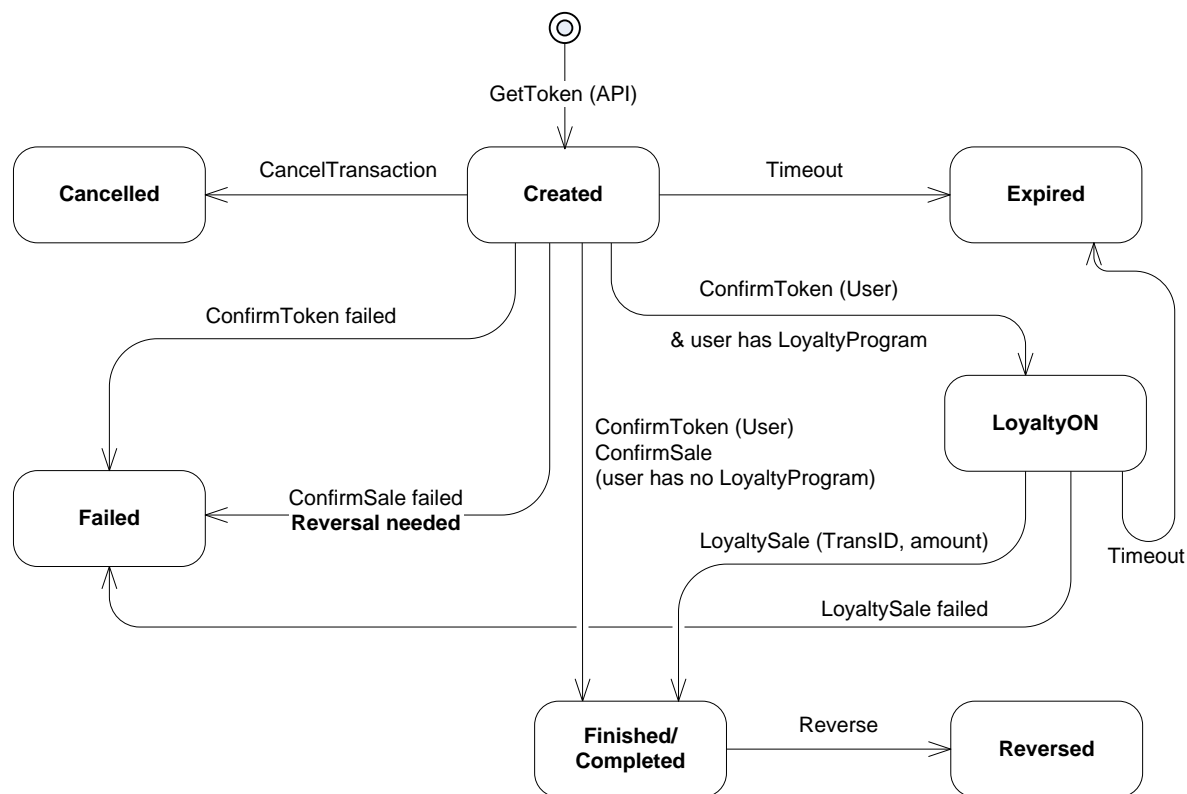 GetToken (API)
CancelTransaction
Timeout
Cancelled
Created
Expired
ConfirmToken (User)
ConfirmToken failed
& user has LoyaltyProgram
LoyaltyON
ConfirmToken (User)
ConfirmSale
(user has no LoyaltyProgram)
ConfirmSale failed
Reversal needed
Failed
LoyaltySale (TransID, amount)
Timeout
LoyaltySale failed
Reverse
Finished/
Completed
Reversed